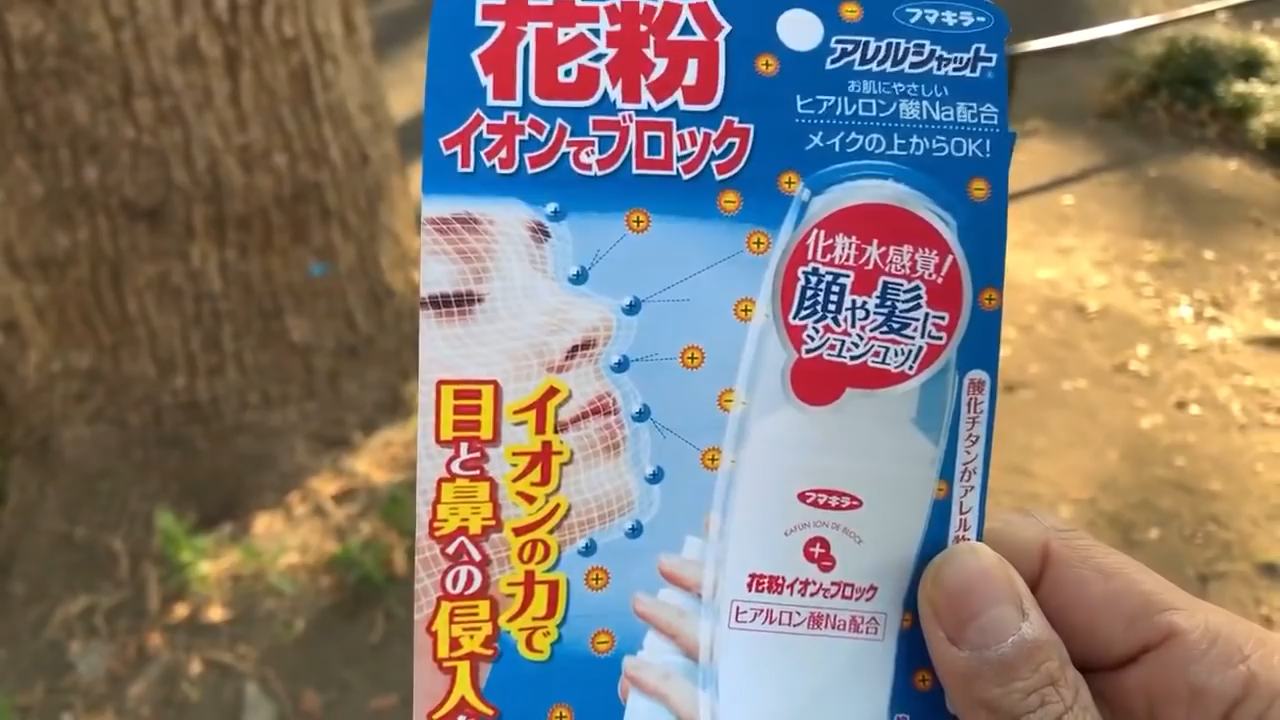 花粉
イオンでブロック
フマキラー
アレルシャット
お肌にやさしい
ヒアルロン酸Na配合
メイクの上からOK!
化粧水感覚!
顔や髪に
シュシュッ!
イオンの力で
目と鼻への侵入
酸化チタンがアレル物
フマキラー
KAFUN ION DE BLOCK
花粉イオンでブロック
ヒアルロン酸Na配合